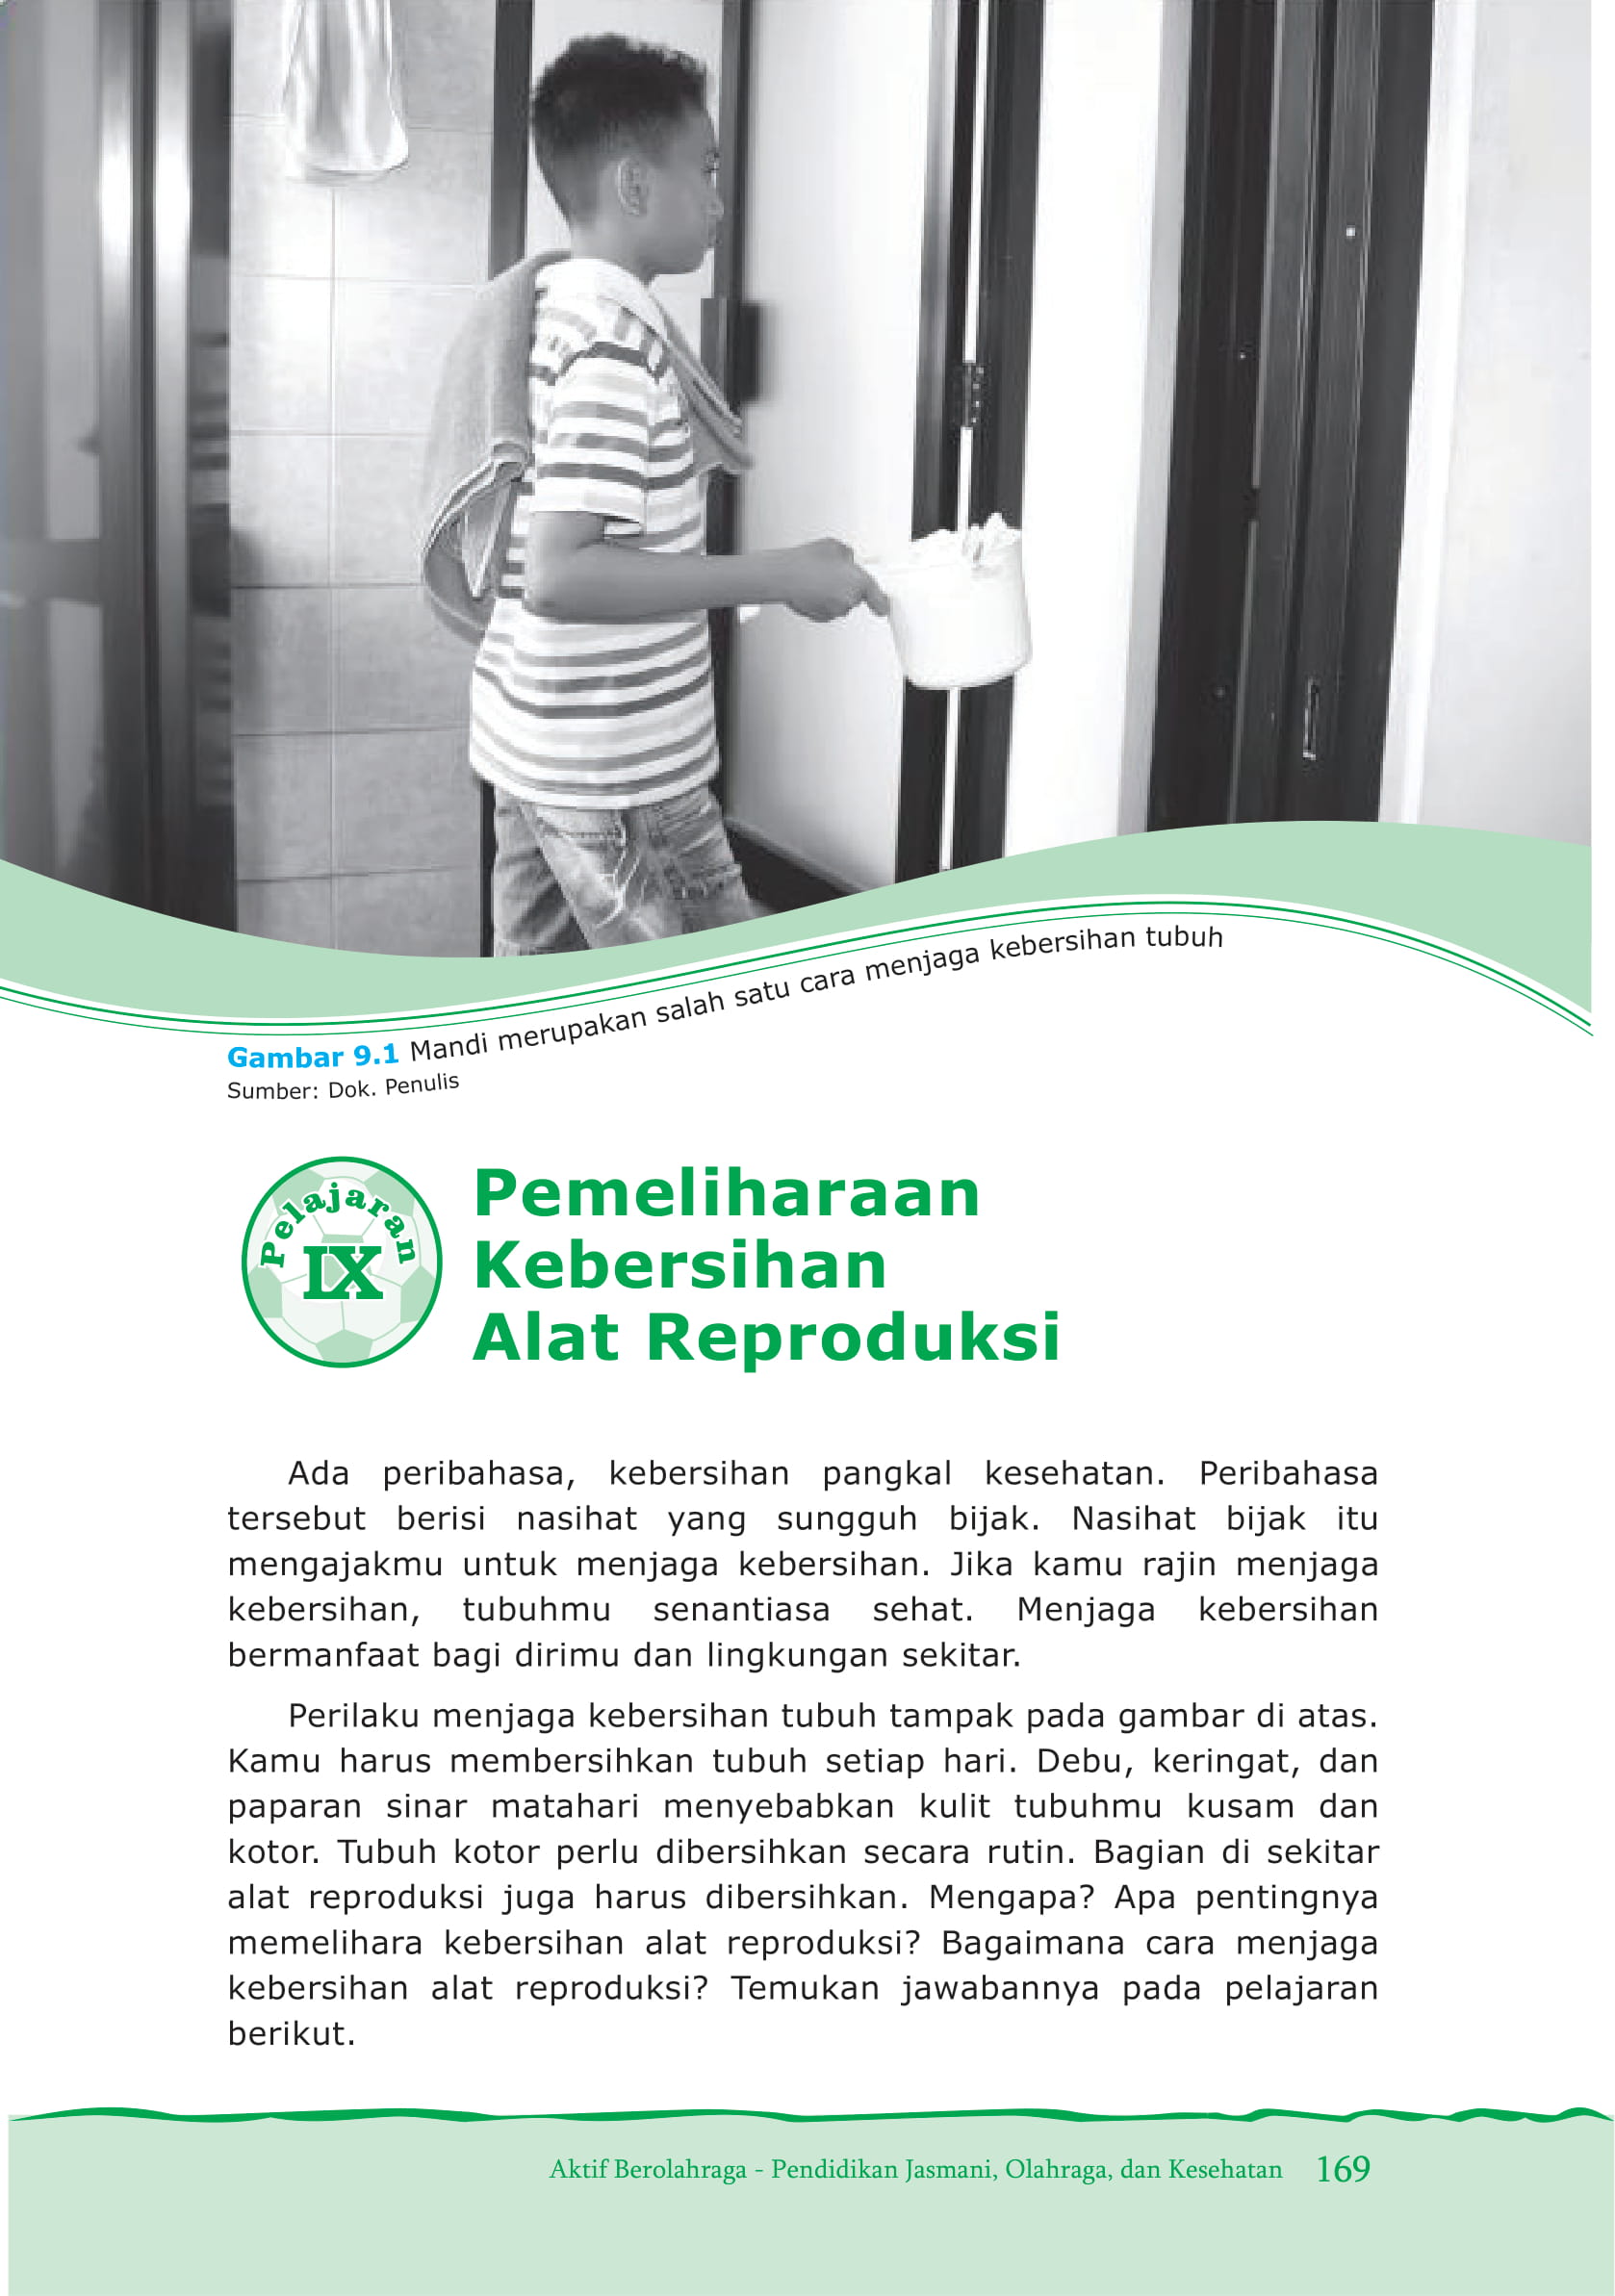 Gambar 9.1 Mandi merupakan salah satu cara menjaga kebersihan tubuh
Sumber: Dok. Penulis
Pelajaran
IX
Pemeliharaan
Kebersihan
Alat Reproduksi
Ada peribahasa, kebersihan pangkal kesehatan. Peribahasa
tersebut berisi nasihat yang sungguh bijak. Nasihat bijak itu
mengajakmu untuk menjaga kebersihan. Jika kamu rajin menjaga
kebersihan, tubuhmu senantiasa sehat. Menjaga kebersihan
bermanfaat bagi dirimu dan lingkungan sekitar.
Perilaku menjaga kebersihan tubuh tampak pada gambar di atas.
Kamu harus membersihkan tubuh setiap hari. Debu, keringat, dan
paparan sinar matahari menyebabkan kulit tubuhmu kusam dan
kotor. Tubuh kotor perlu dibersihkan secara rutin. Bagian di sekitar
alat reproduksi juga harus dibersihkan. Mengapa? Apa pentingnya
memelihara kebersihan alat reproduksi? Bagaimana cara menjaga
kebersihan alat reproduksi? Temukan jawabannya pada pelajaran
berikut.
Aktif Berolahraga - Pendidikan Jasmani, Olahraga, dan Kesehatan 169